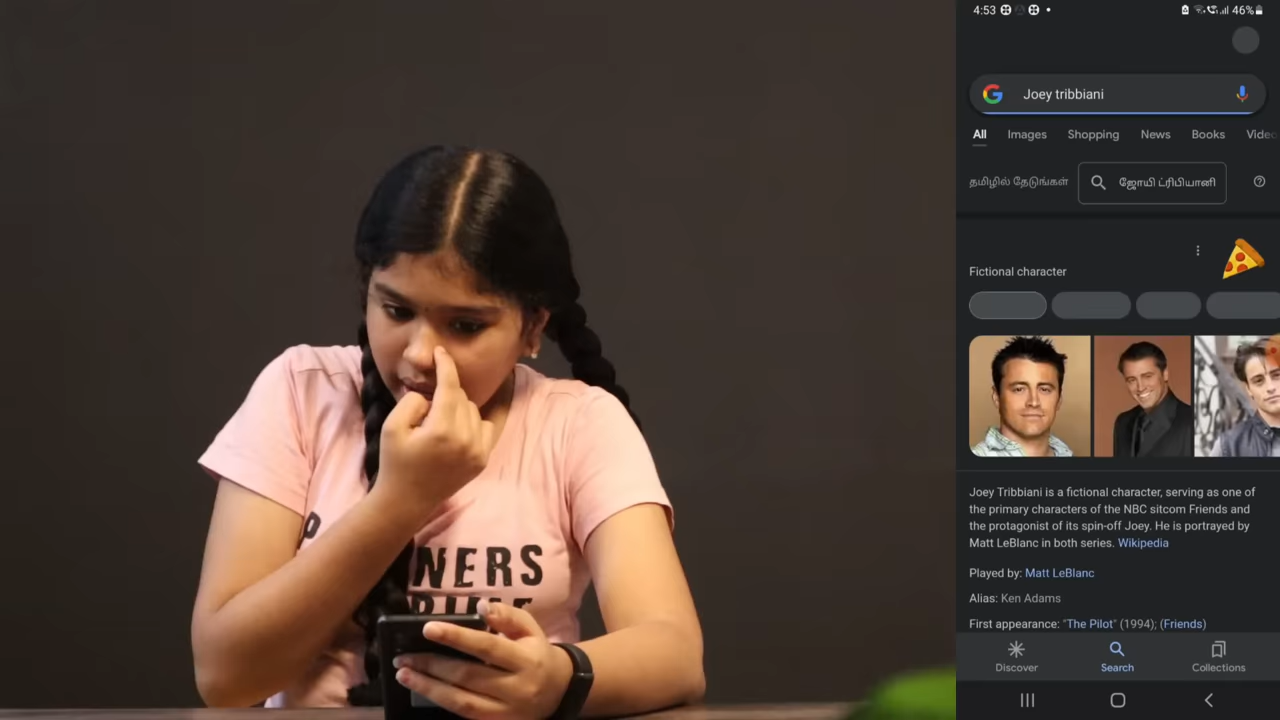 NERS
4:53
46%
Joey tribbiani
All Images Shopping News Books
தமிழில் தேடுங்கள் ஜோயி ட்ரிபியானி
Fictional character
Joey Tribbiani is a fictional character, serving as one of
the primary characters of the NBC sitcom Friends and
the protagonist of its spin-off Joey. He is portrayed by
Matt LeBlanc in both series. Wikipedia
Played by: Matt LeBlanc
Alias: Ken Adams
First appearance: "The Pilot" (1994); (Friends)
Discover Search Collections